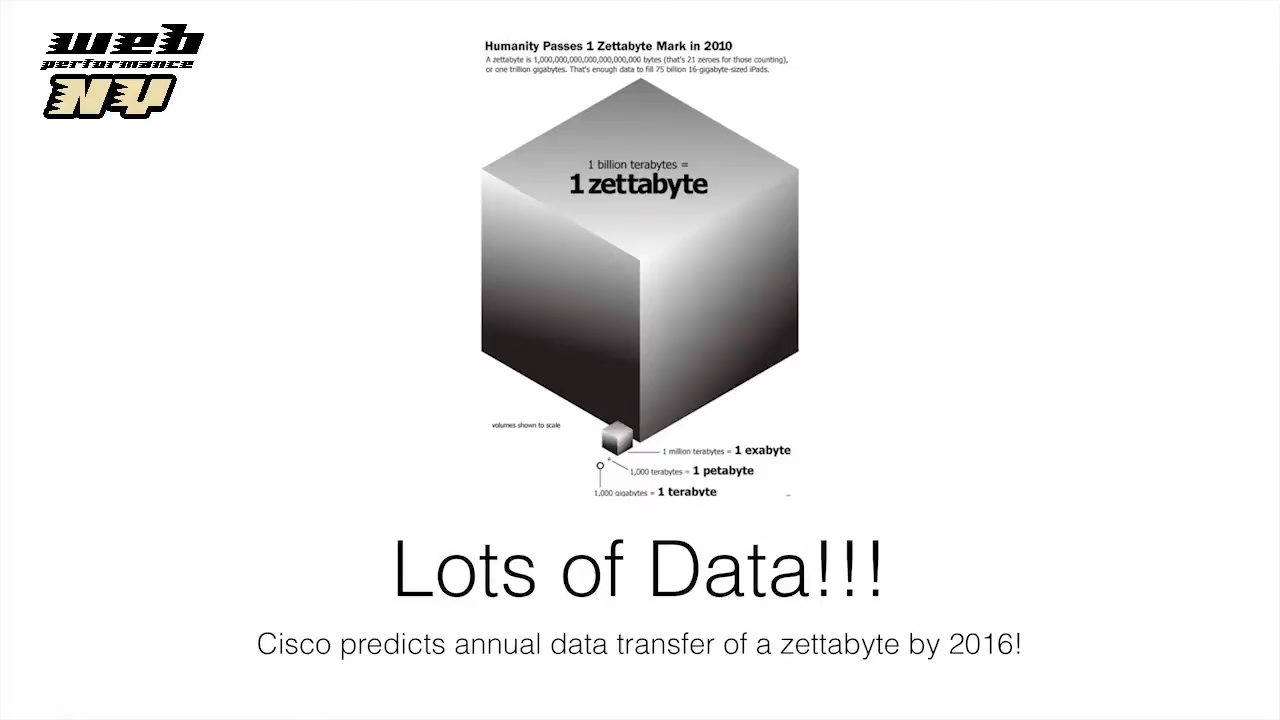 web
performance
NY
Humanity Passes 1 Zettabyte Mark in 2010
A zettabyte is 1,000,000,000,000,000,000,000 bytes (that's 21 zeroes for those counting),
or one trillion gigabytes. That's enough data to fill 75 billion 16-gigabyte-sized iPads.
1 billion terabytes =
1 zettabyte
volumes shown to scale
1 million terabytes = 1 exabyte
1,000 terabytes = 1 petabyte
1,000 gigabytes = 1 terabyte
Lots of Data!!!
Cisco predicts annual data transfer of a zettabyte by 2016!